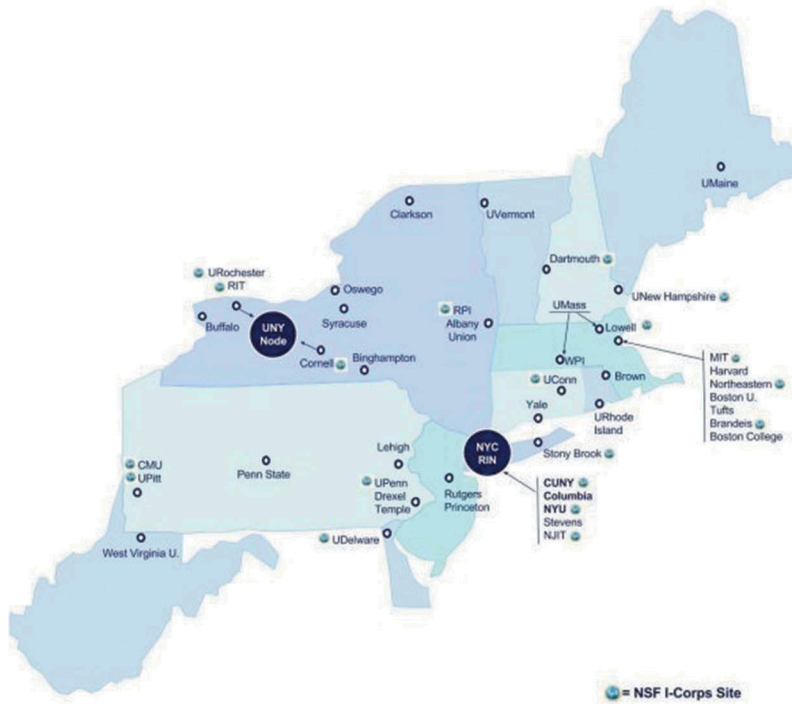 UMaine
Clarkson
UVermont
Dartmouth
URochester
RIT
Oswego
UNew Hampshire
UMass
Buffalo
UNY
Node
Syracuse
RPI
Albany
Union
Lowell
Cornell
Binghampton
WPI
MIT
Harvard
Northeastern
Boston U.
Tufts
Brandeis
Boston College
UConn
Brown
Yale
URhode
Island
NYC
RIN
Stony Brook
Lehigh
CMU
UPitt
Penn State
UPenn
Drexel
Temple
Rutgers
Princeton
CUNY
Columbia
NYU
Stevens
NJIT
UDelware
West Virginia U.
= NSF I-Corps Site